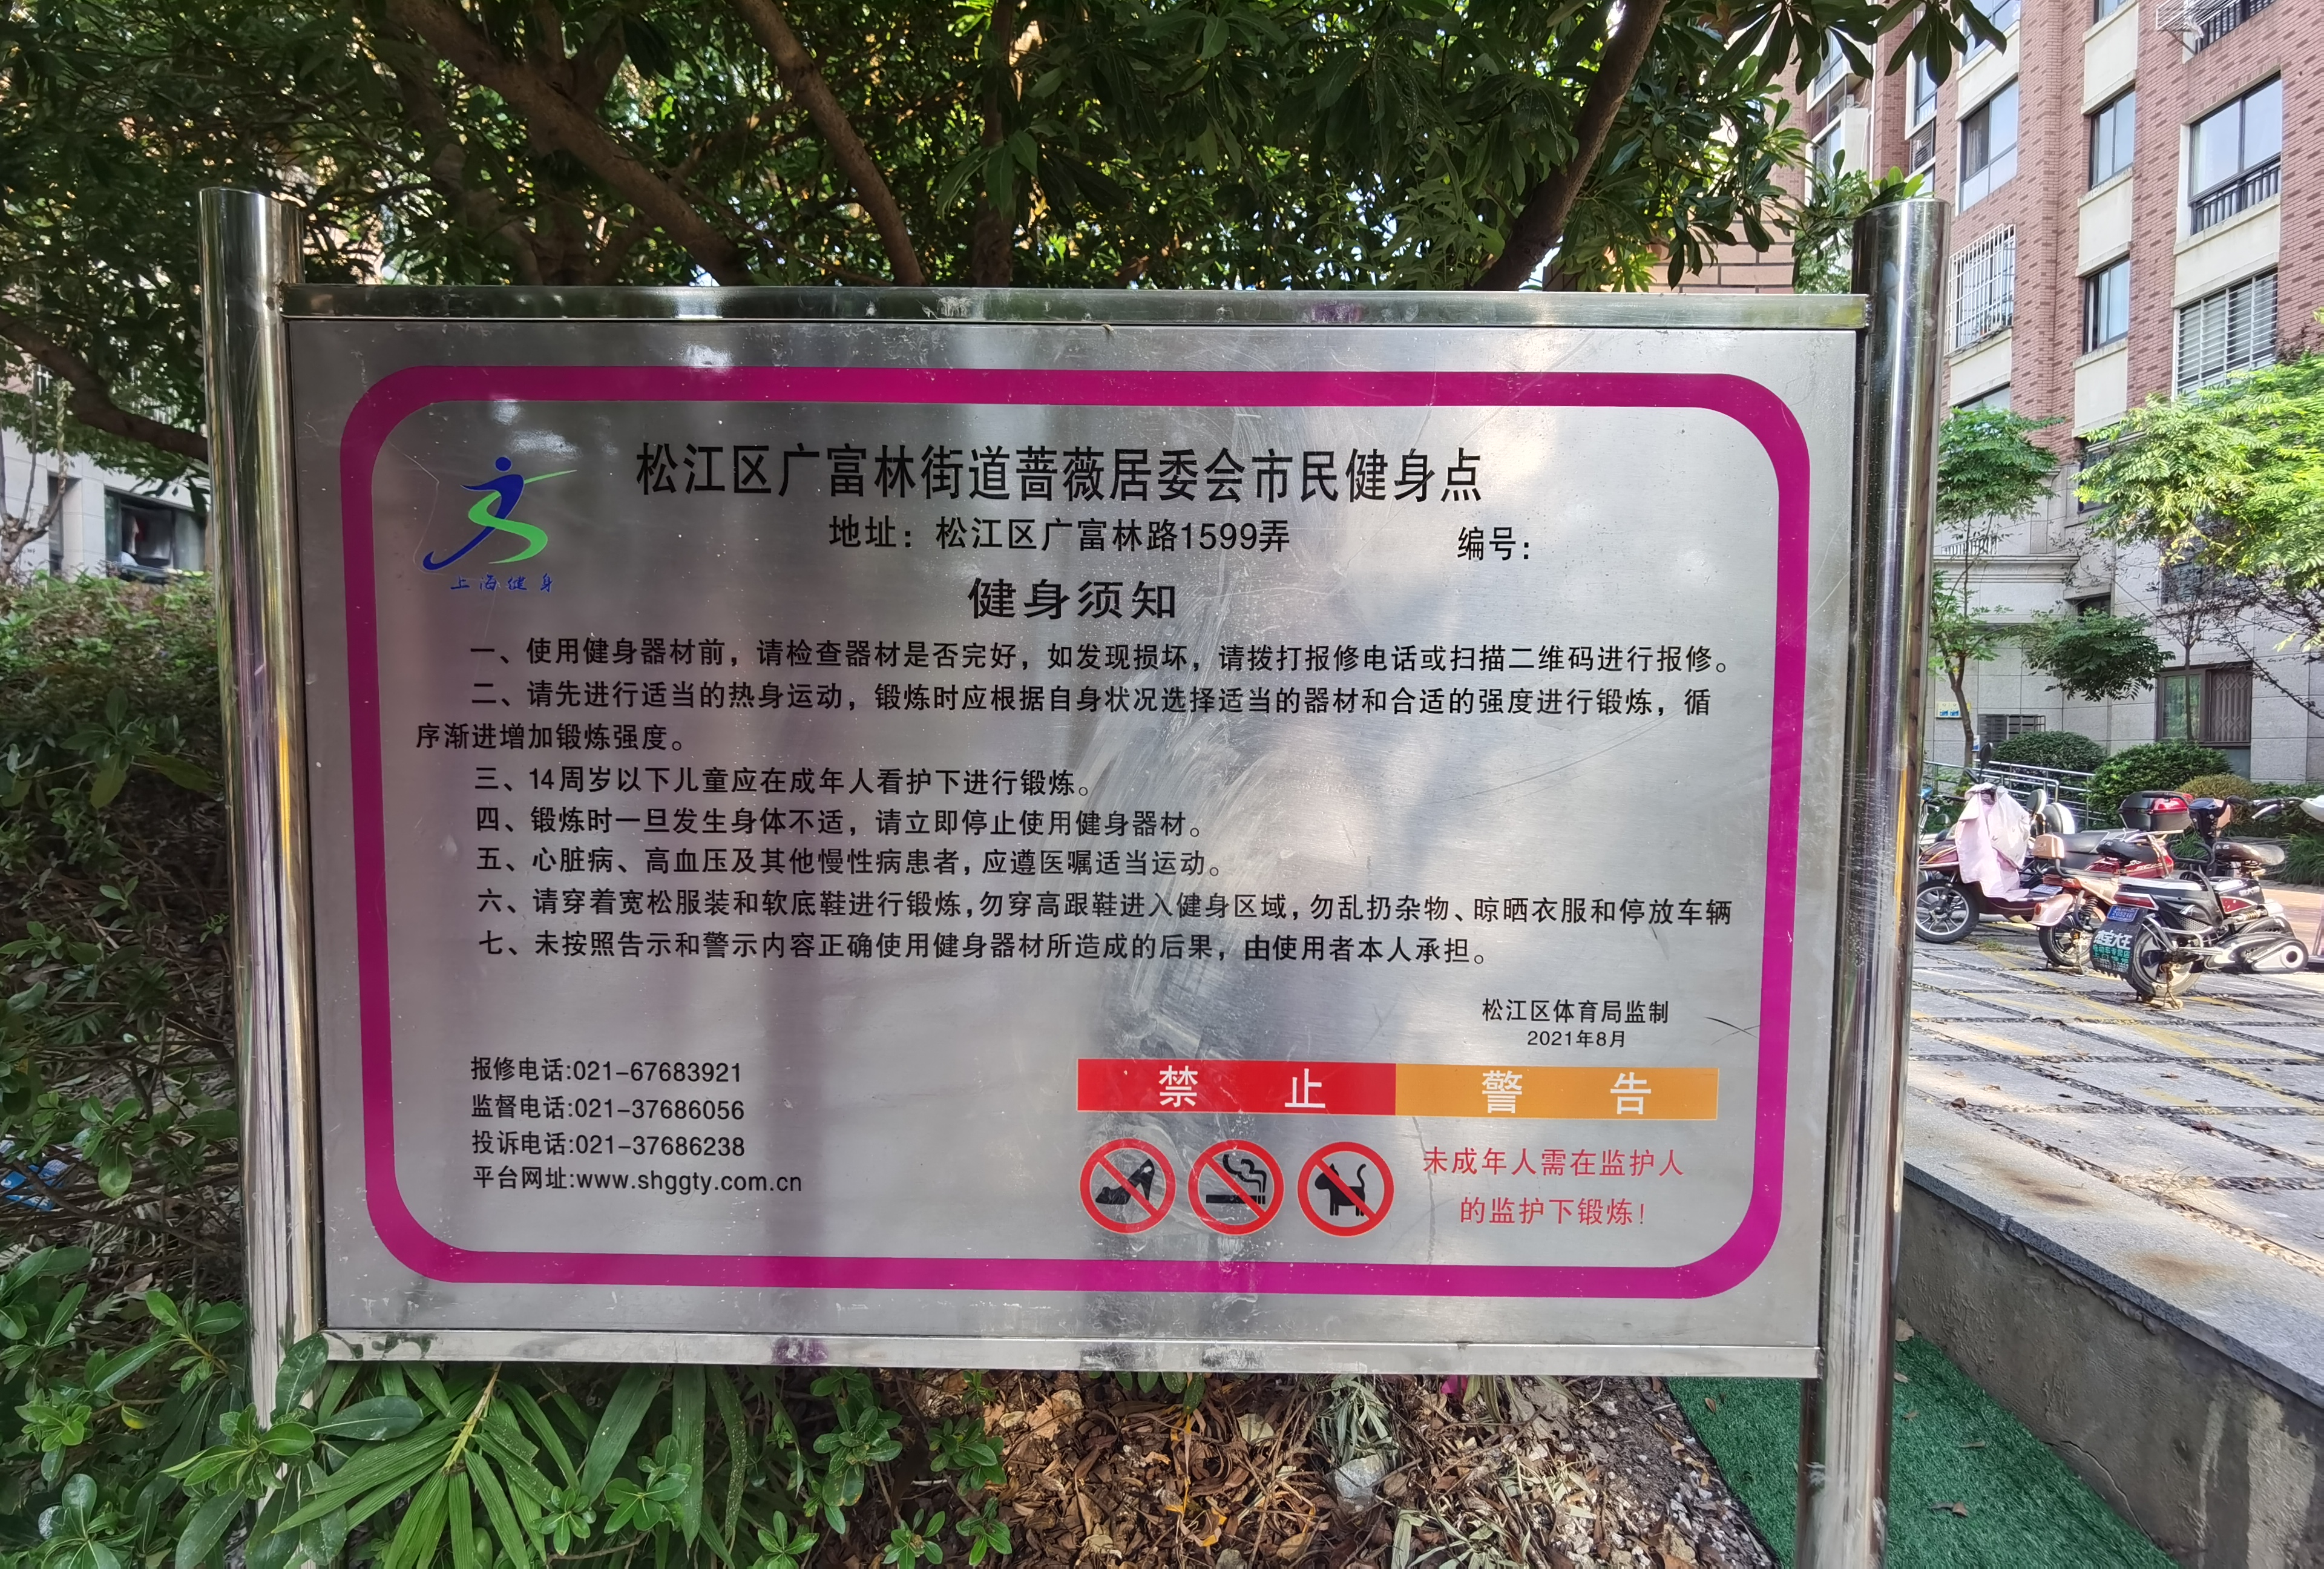 松江区广富林街道蔷薇居委会市民健身点
地址：松江区广富林路1599弄
编号：
上海健身
健身须知
一、使用健身器材前，请检查器材是否完好，如发现损坏，请拨打报修电话或扫描二维码进行报修。
二、请先进行适当的热身运动，锻炼时应根据自身状况选择适当的器材和合适的强度进行锻炼，循
序渐进增加锻炼强度。
三、14周岁以下儿童应在成年人看护下进行锻炼。
四、锻炼时一旦发生身体不适，请立即停止使用健身器材。
五、心脏病、高血压及其他慢性病患者，应遵医嘱适当运动。
六、请穿着宽松服装和软底鞋进行锻炼，勿穿高跟鞋进入健身区域，勿乱扔杂物、晾晒衣服和停放车辆
七、未按照告示和警示内容正确使用健身器材所造成的后果，由使用者本人承担。
松江区体育局监制
2021年8月
报修电话:021-67683921
监督电话:021-37686056
投诉电话:021-37686238
平台网址:www.shggty.com.cn
禁 止
警 告
未成年人需在监护人
的监护下锻炼！